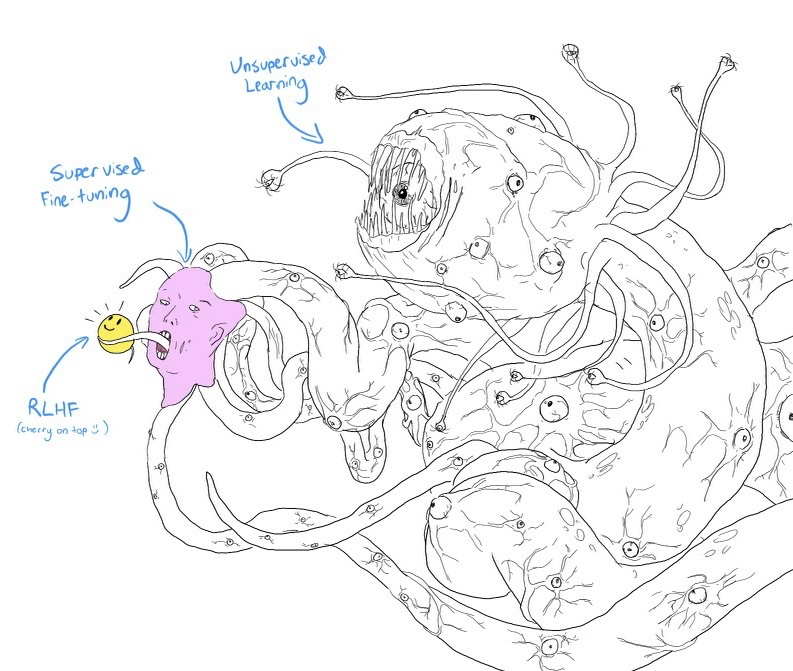 Unsupervised
Learning
Supervised
Fine-tuning
RLHF
(cherry on top :))